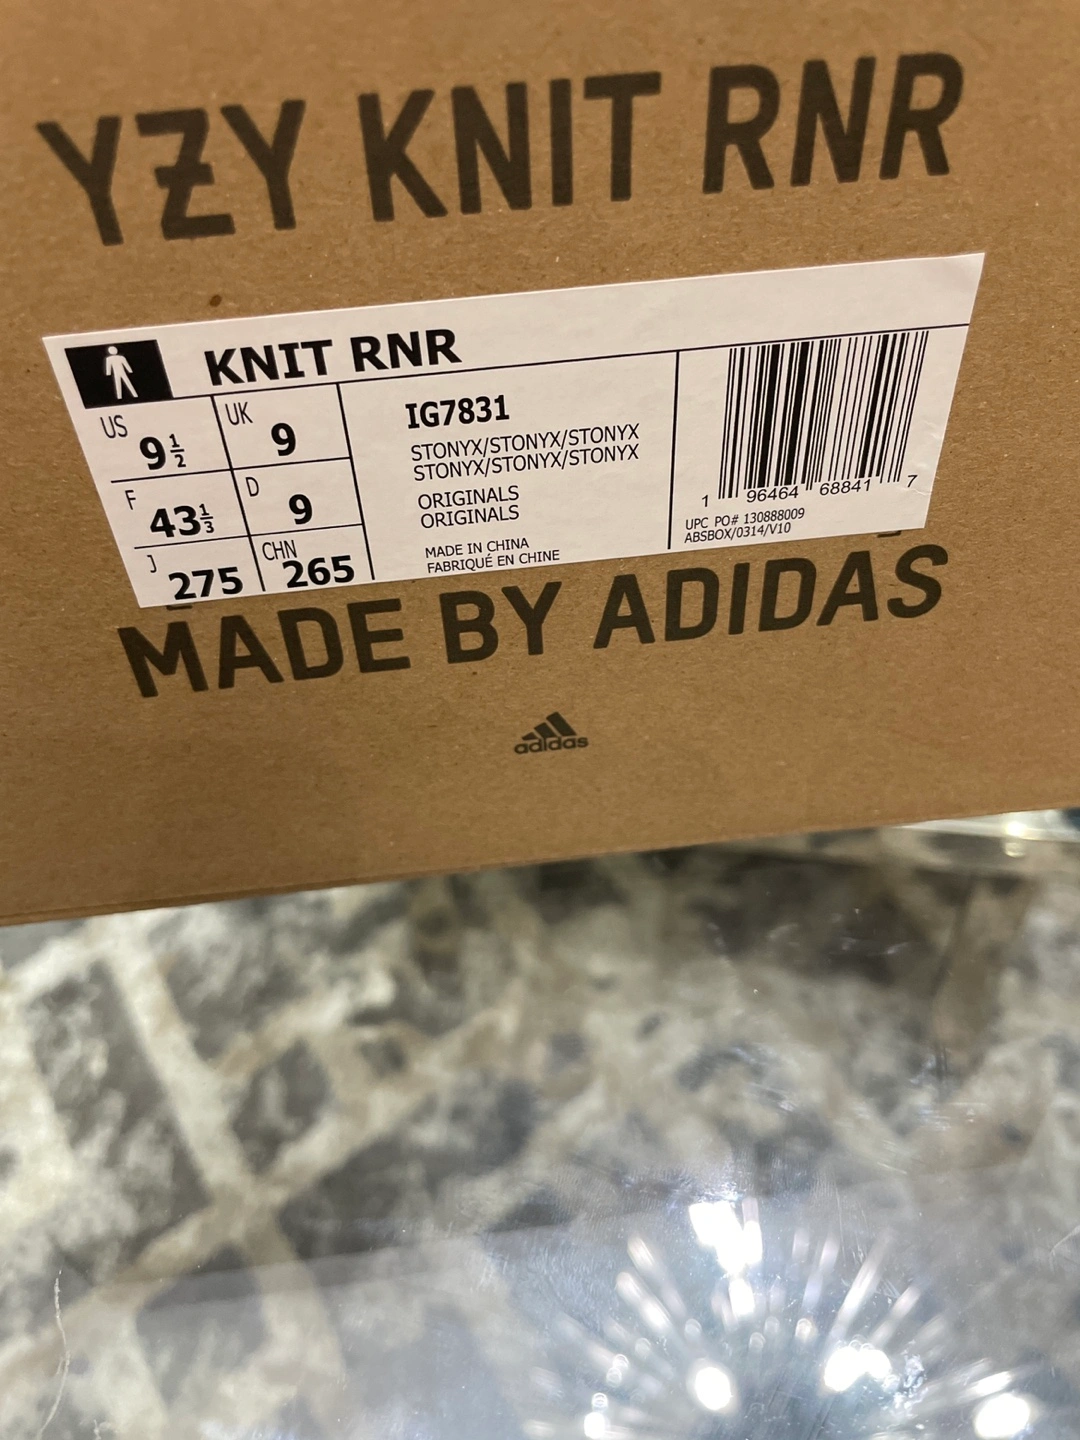 YZY KNIT RNR
KNIT RNR
US 9 1/2 UK 9
F 43 1/3 D 9
J 275 CHN 265
IG7831
STONYX/STONYX/STONYX
STONYX/STONYX/STONYX
ORIGINALS
ORIGINALS
MADE IN CHINA
FABRIQUÉ EN CHINE
1 96464 68841 7
UPC PO# 130888009
ABSBOX/0314/V10
MADE BY ADIDAS
adidas